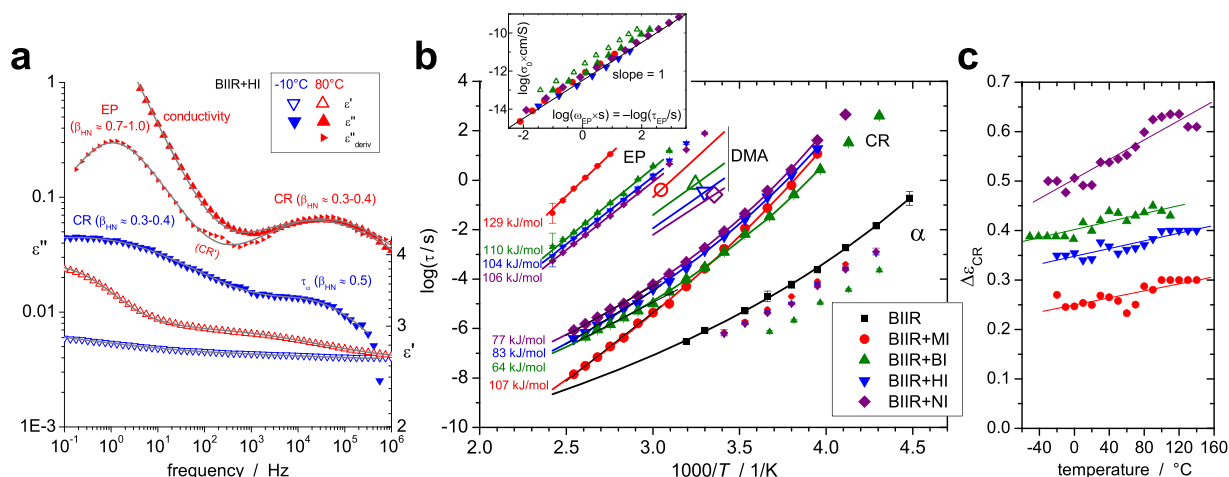 a
BIIR+HI
-10°C 80°C
ε'
ε"
ε"deriv
EP
(βHN ≈ 0.7-1.0)
conductivity
CR (βHN ≈ 0.3-0.4)
CR (βHN ≈ 0.3-0.4)
(CR')
τα (βHN ≈ 0.5)
1
0.1
0.01
1E-3
ε"
4
3
2
ε'
10-1 100 101 102 103 104 105 106
frequency / Hz
b
-10
-12
-14
log(σ0×cm/S)
slope = 1
log(ωEP×s) = −log(τEP/s)
-2 0 2
4
2
0
-2
-4
-6
-8
-10
log(τ / s)
EP
DMA
CR
α
129 kJ/mol
110 kJ/mol
104 kJ/mol
106 kJ/mol
77 kJ/mol
83 kJ/mol
64 kJ/mol
107 kJ/mol
BIIR
BIIR+MI
BIIR+BI
BIIR+HI
BIIR+NI
2.0 2.5 3.0 3.5 4.0 4.5
1000/T / 1/K
c
0.7
0.6
0.5
0.4
0.3
0.2
0.1
0.0
ΔεCR
-40 0 40 80 120 160
temperature / °C